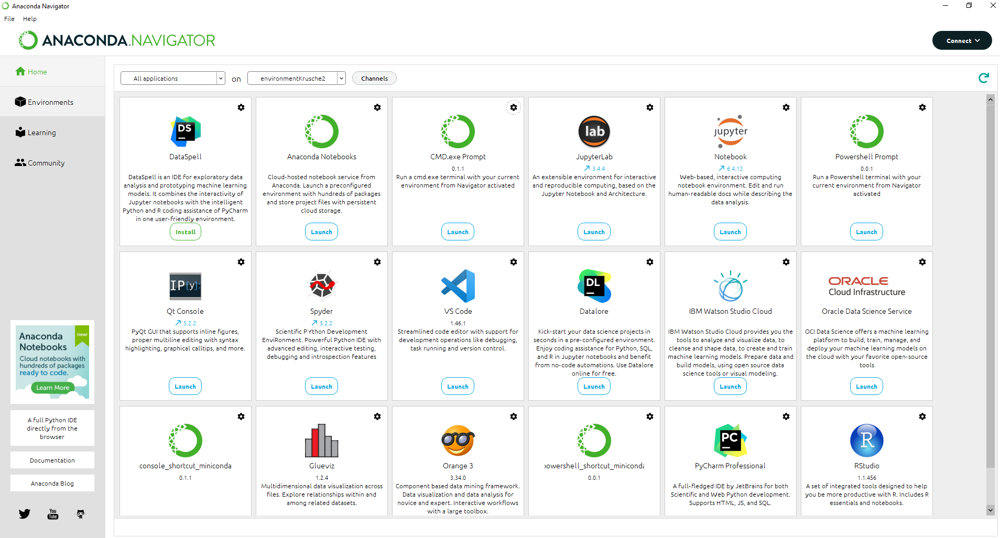 Anaconda Navigator
File Help
ANACONDA.NAVIGATOR
Connect
Home
Environments
Learning
Community
All applications on environmentKrusche2 Channels
DS
DataSpell
DataSpell is an IDE for exploratory data
analysis and prototyping machine learning
models. It combines the interactivity of
Jupyter notebooks with the intelligent
Python and R coding assistance of PyCharm
in one user-friendly environment.
Install
Anaconda Notebooks
Cloud-hosted notebook service from
Anaconda. Launch a preconfigured
environment with hundreds of packages
and store project files with persistent
cloud storage.
Launch
CMD.exe Prompt
0.1.1
Run a cmd.exe terminal with your current
environment from Navigator activated
Launch
lab
JupyterLab
3.4.4
An extensible environment for interactive
and reproducible computing, based on the
Jupyter Notebook and Architecture.
Launch
jupyter
Notebook
6.4.12
Web-based, interactive computing
notebook environment. Edit and run
human-readable docs while describing the
data analysis.
Launch
Powershell Prompt
0.0.1
Run a Powershell terminal with your
current environment from Navigator
activated
Launch
IP[y]:
Qt Console
5.2.2
PyQt GUI that supports inline figures,
proper multiline editing with syntax
highlighting, graphical calltips, and more.
Launch
Spyder
5.2.2
Scientific PYthon Development
EnviRonment. Powerful Python IDE with
advanced editing, interactive testing,
debugging and introspection features
Launch
VS Code
1.46.1
Streamlined code editor with support for
development operations like debugging,
task running and version control.
Launch
DL
Datalore
Kick-start your data science projects in
seconds in a pre-configured environment.
Enjoy coding assistance for Python, SQL,
and R in Jupyter notebooks and benefit
from no-code automations. Use Datalore
online for free.
Launch
IBM Watson Studio Cloud
IBM Watson Studio Cloud provides you the
tools to analyze and visualize data, to
cleanse and shape data, to create and train
machine learning models. Prepare data and
build models, using open source data
science tools or visual modeling.
Launch
ORACLE
Cloud Infrastructure
Oracle Data Science Service
OCI Data Science offers a machine learning
platform to build, train, manage, and
deploy your machine learning models on
the cloud with your favorite open-source
tools
Launch
console_shortcut_miniconda
0.1.1
Glueviz
1.2.4
Multidimensional data visualization across
files. Explore relationships within and
among related datasets.
Orange 3
3.34.0
Component based data mining framework.
Data visualization and data analysis for
novice and expert. Interactive workflows
with a large toolbox.
powershell_shortcut_miniconda
0.0.1
PC
PyCharm Professional
A full-fledged IDE by JetBrains for both
Scientific and Web Python development.
Supports HTML, JS, and SQL.
R
RStudio
1.1.456
A set of integrated tools designed to help
you be more productive with R. Includes R
essentials and notebooks.
Anaconda
Notebooks
New!
Cloud notebooks with
hundreds of packages
ready to code.
Learn More
A full Python IDE
directly from the
browser
Documentation
Anaconda Blog
You
Tube